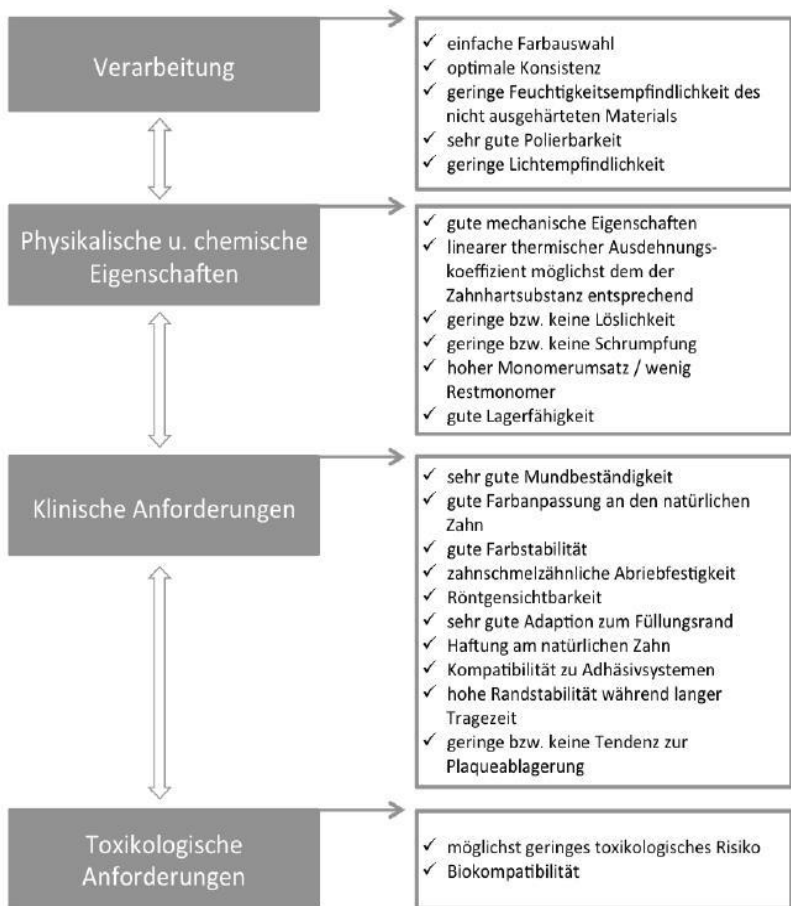 Verarbeitung
✓ einfache Farbauswahl
✓ optimale Konsistenz
✓ geringe Feuchtigkeitsempfindlichkeit des
nicht ausgehärteten Materials
✓ sehr gute Polierbarkeit
✓ geringe Lichtempfindlichkeit
Physikalische u. chemische
Eigenschaften
✓ gute mechanische Eigenschaften
✓ linearer thermischer Ausdehnungs-
koeffizient möglichst dem der
Zahnhartsubstanz entsprechend
✓ geringe bzw. keine Löslichkeit
✓ geringe bzw. keine Schrumpfung
✓ hoher Monomerumsatz / wenig
Restmonomer
✓ gute Lagerfähigkeit
Klinische Anforderungen
✓ sehr gute Mundbeständigkeit
✓ gute Farbanpassung an den natürlichen
Zahn
✓ gute Farbstabilität
✓ zahnschmelzähnliche Abriebfestigkeit
✓ Röntgensichtbarkeit
✓ sehr gute Adaption zum Füllungsrand
✓ Haftung am natürlichen Zahn
✓ Kompatibilität zu Adhäsivsystemen
✓ hohe Randstabilität während langer
Tragezeit
✓ geringe bzw. keine Tendenz zur
Plaqueablagerung
Toxikologische
Anforderungen
✓ möglichst geringes toxikologisches Risiko
✓ Biokompatibilität